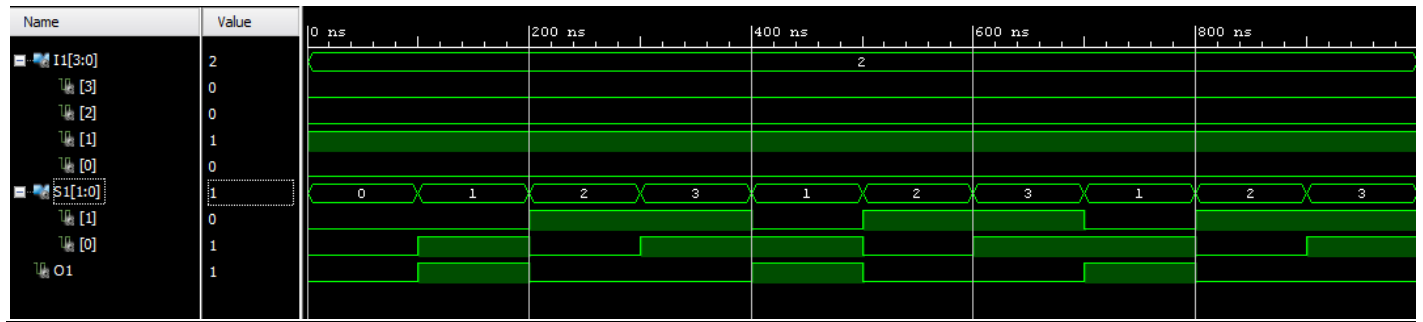 Name Value 0 ns 200 ns 400 ns 600 ns 800 ns
I1[3:0] 2 2
[3] 0
[2] 0
[1] 1
[0] 0
S1[1:0] 1 0 1 2 3 1 2 3 1 2 3
[1] 0
[0] 1
O1 1